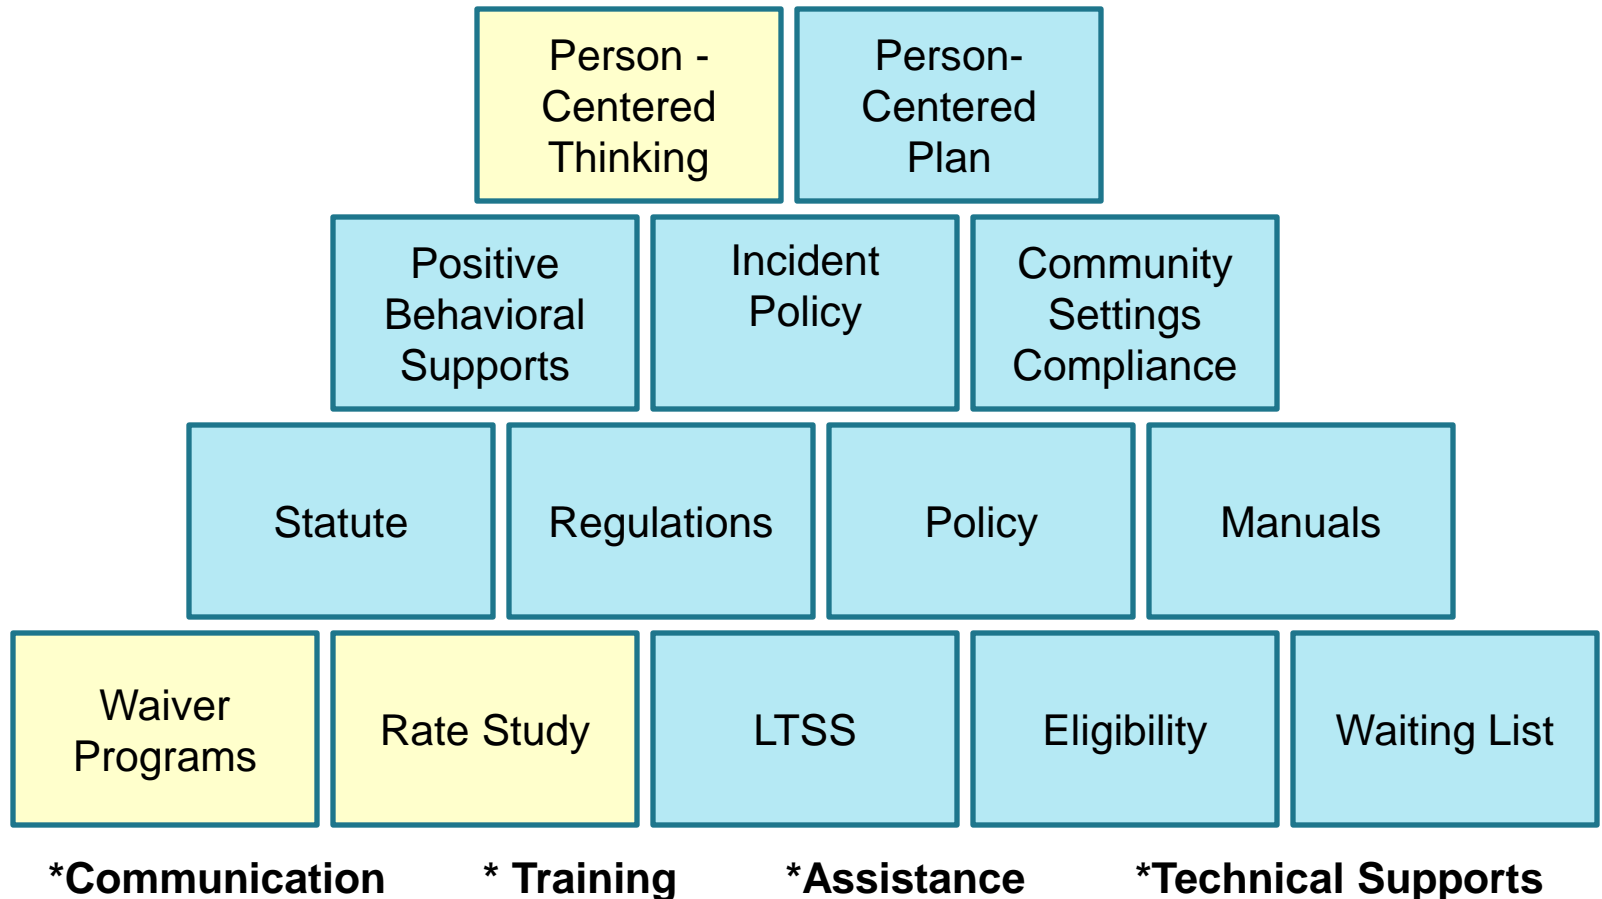 Person -
Centered
Thinking
Person-
Centered
Plan
Positive
Behavioral
Supports
Incident
Policy
Community
Settings
Compliance
Statute
Regulations
Policy
Manuals
Waiver
Programs
Rate Study
LTSS
Eligibility
Waiting List
*Communication * Training *Assistance *Technical Supports